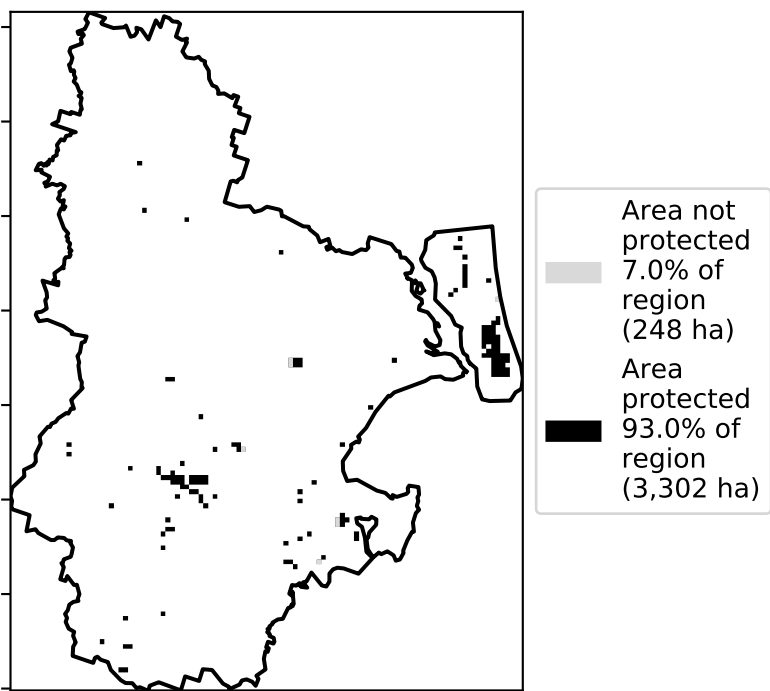 Area not
protected
7.0% of
region
(248 ha)
Area
protected
93.0% of
region
(3,302 ha)